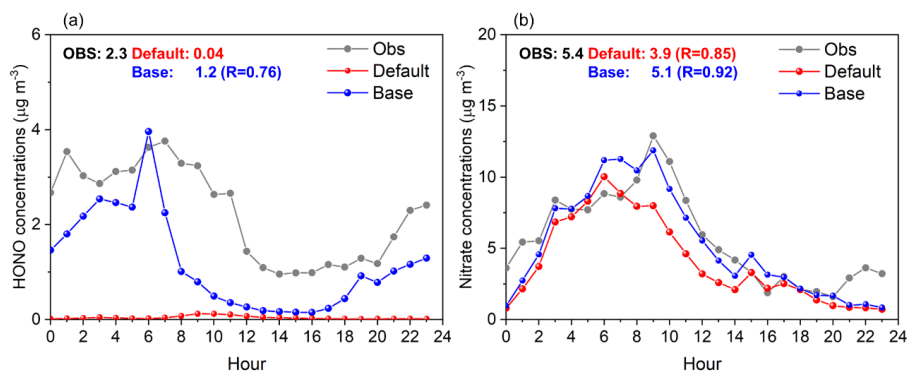 (a)
OBS: 2.3 Default: 0.04
Base: 1.2 (R=0.76)
Obs
Default
Base
HONO concentrations (μg m⁻³)
6
4
2
0
0 2 4 6 8 10 12 14 16 18 20 22 24
Hour
(b)
OBS: 5.4 Default: 3.9 (R=0.85)
Base: 5.1 (R=0.92)
Obs
Default
Base
Nitrate concentrations (μg m⁻³)
20
15
10
5
0
0 2 4 6 8 10 12 14 16 18 20 22 24
Hour